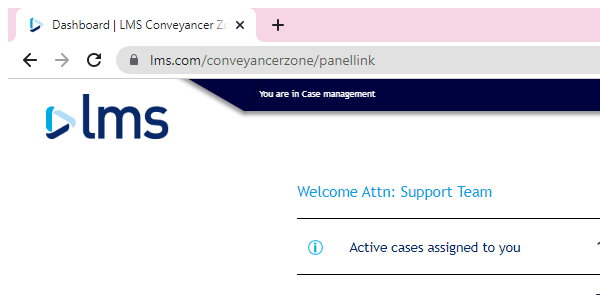 Dashboard | LMS Conveyancer Zo
lms.com/conveyancerzone/panellink
You are in Case management
lms
Welcome Attn: Support Team
Active cases assigned to you